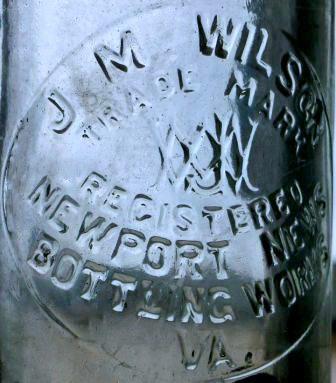 J. M. WILSON
TRADE MARK
REGISTERED
NEWPORT NEWS
BOTTLING WORKS
VA.